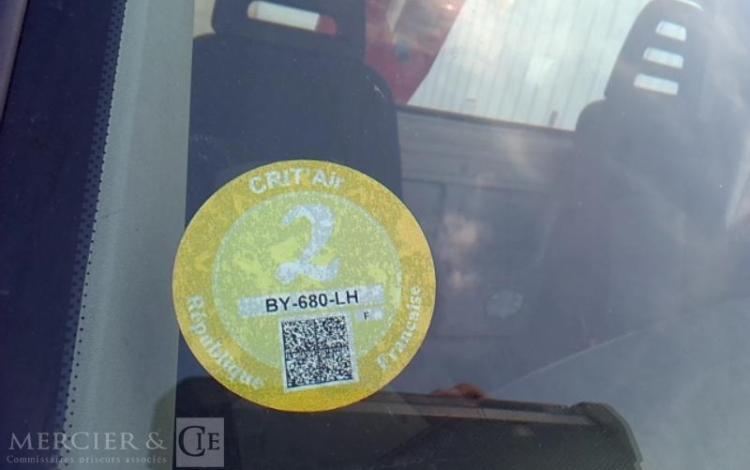 CRIT'Air
2
BY-680-LH
F
République
Française
MERCIER & CIE
Commissaires priseurs associés